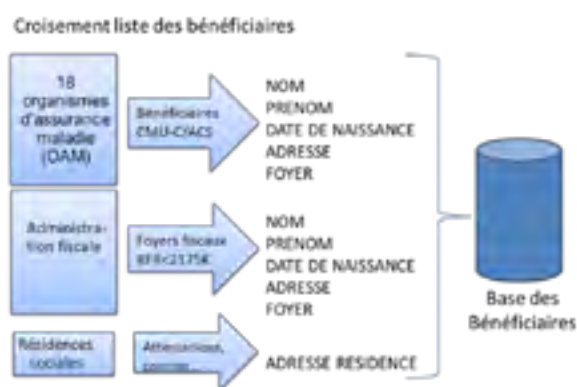 Croisement liste des bénéficiaires
18
organismes
d'assurance
maladie
(OAM)
Bénéficiaires
CMU-C/ACS
NOM
PRENOM
DATE DE NAISSANCE
ADRESSE
FOYER
Administra-
tion fiscale
Foyers fiscaux
RFR<2175€
NOM
PRENOM
DATE DE NAISSANCE
ADRESSE
FOYER
Résidences
sociales
ADRESSE RESIDENCE
Base des
Bénéficiaires